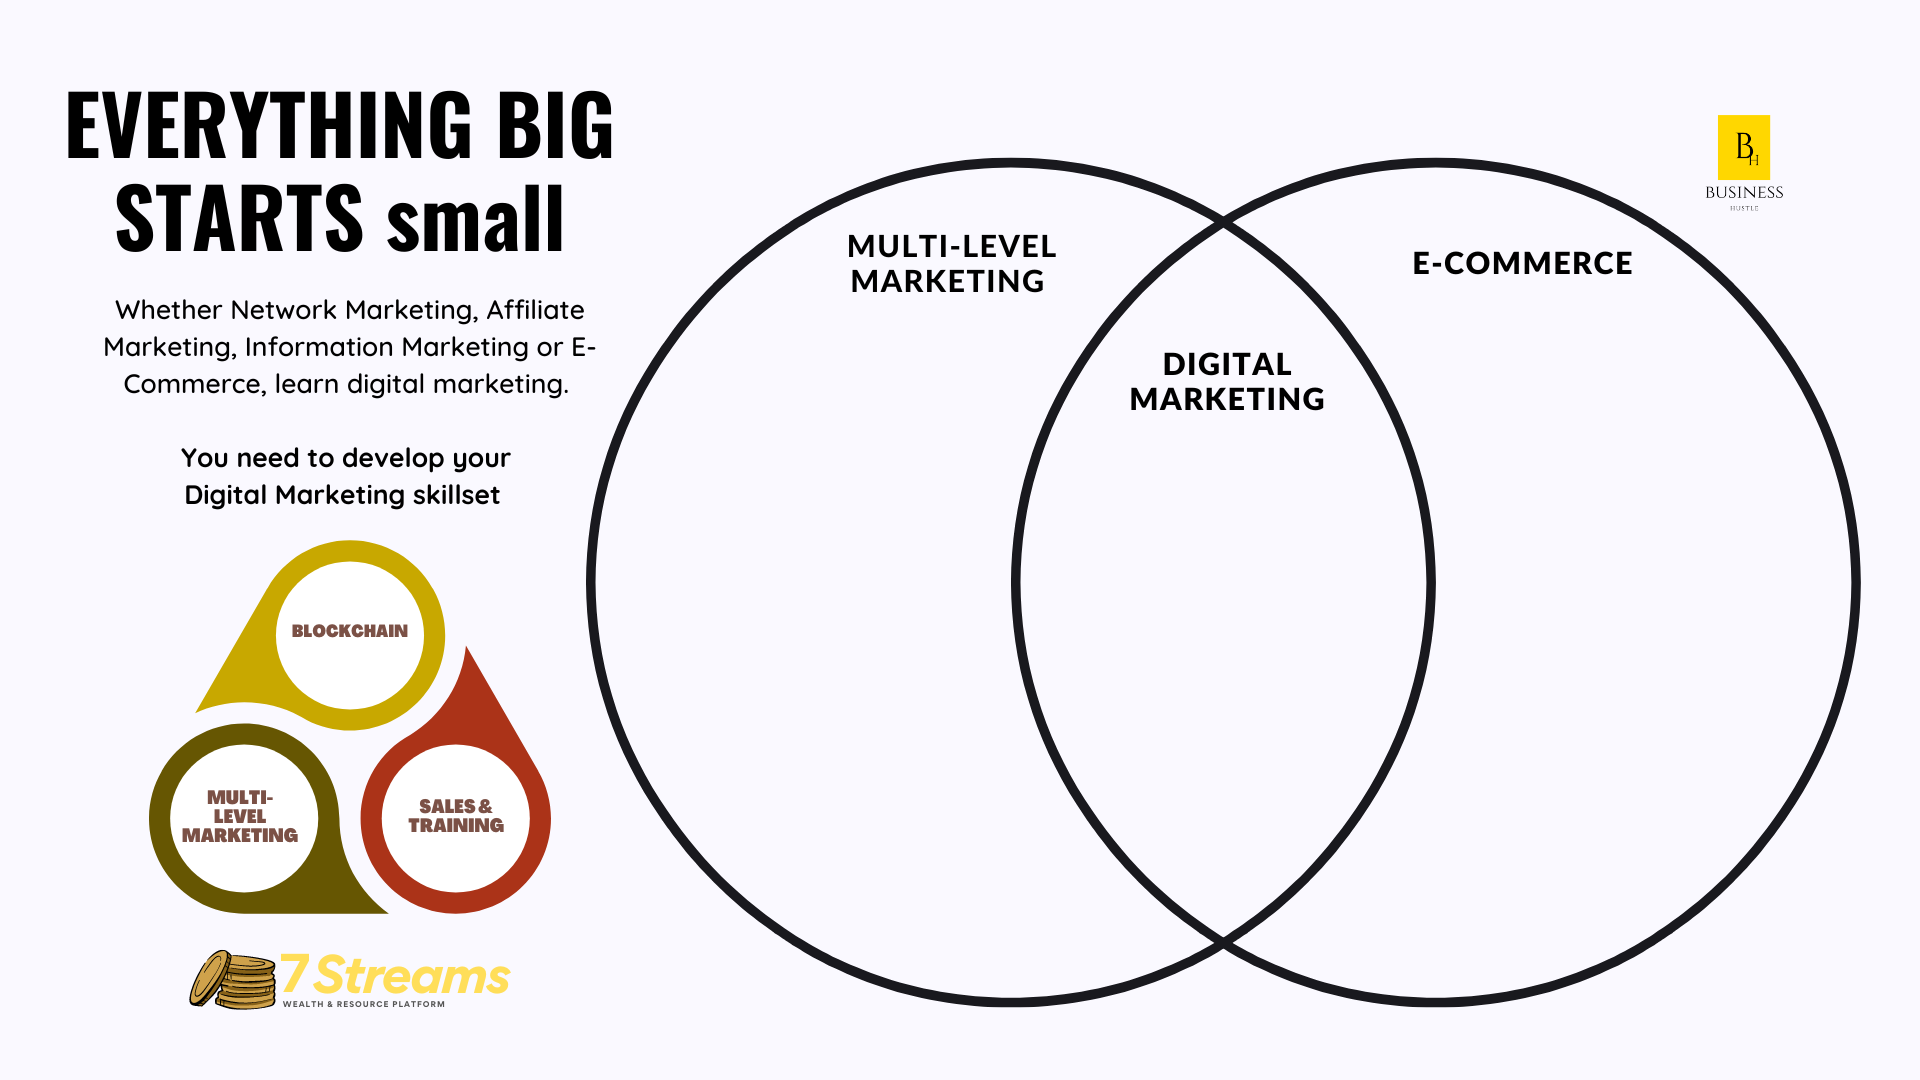 EVERYTHING BIG
STARTS small
Whether Network Marketing, Affiliate
Marketing, Information Marketing or E-
Commerce, learn digital marketing.
You need to develop your
Digital Marketing skillset
BLOCKCHAIN
MULTI-
LEVEL
MARKETING
SALES &
TRAINING
7 Streams
WEALTH & RESOURCE PLATFORM
MULTI-LEVEL
MARKETING
DIGITAL
MARKETING
E-COMMERCE
BH
BUSINESS
HUSTLE